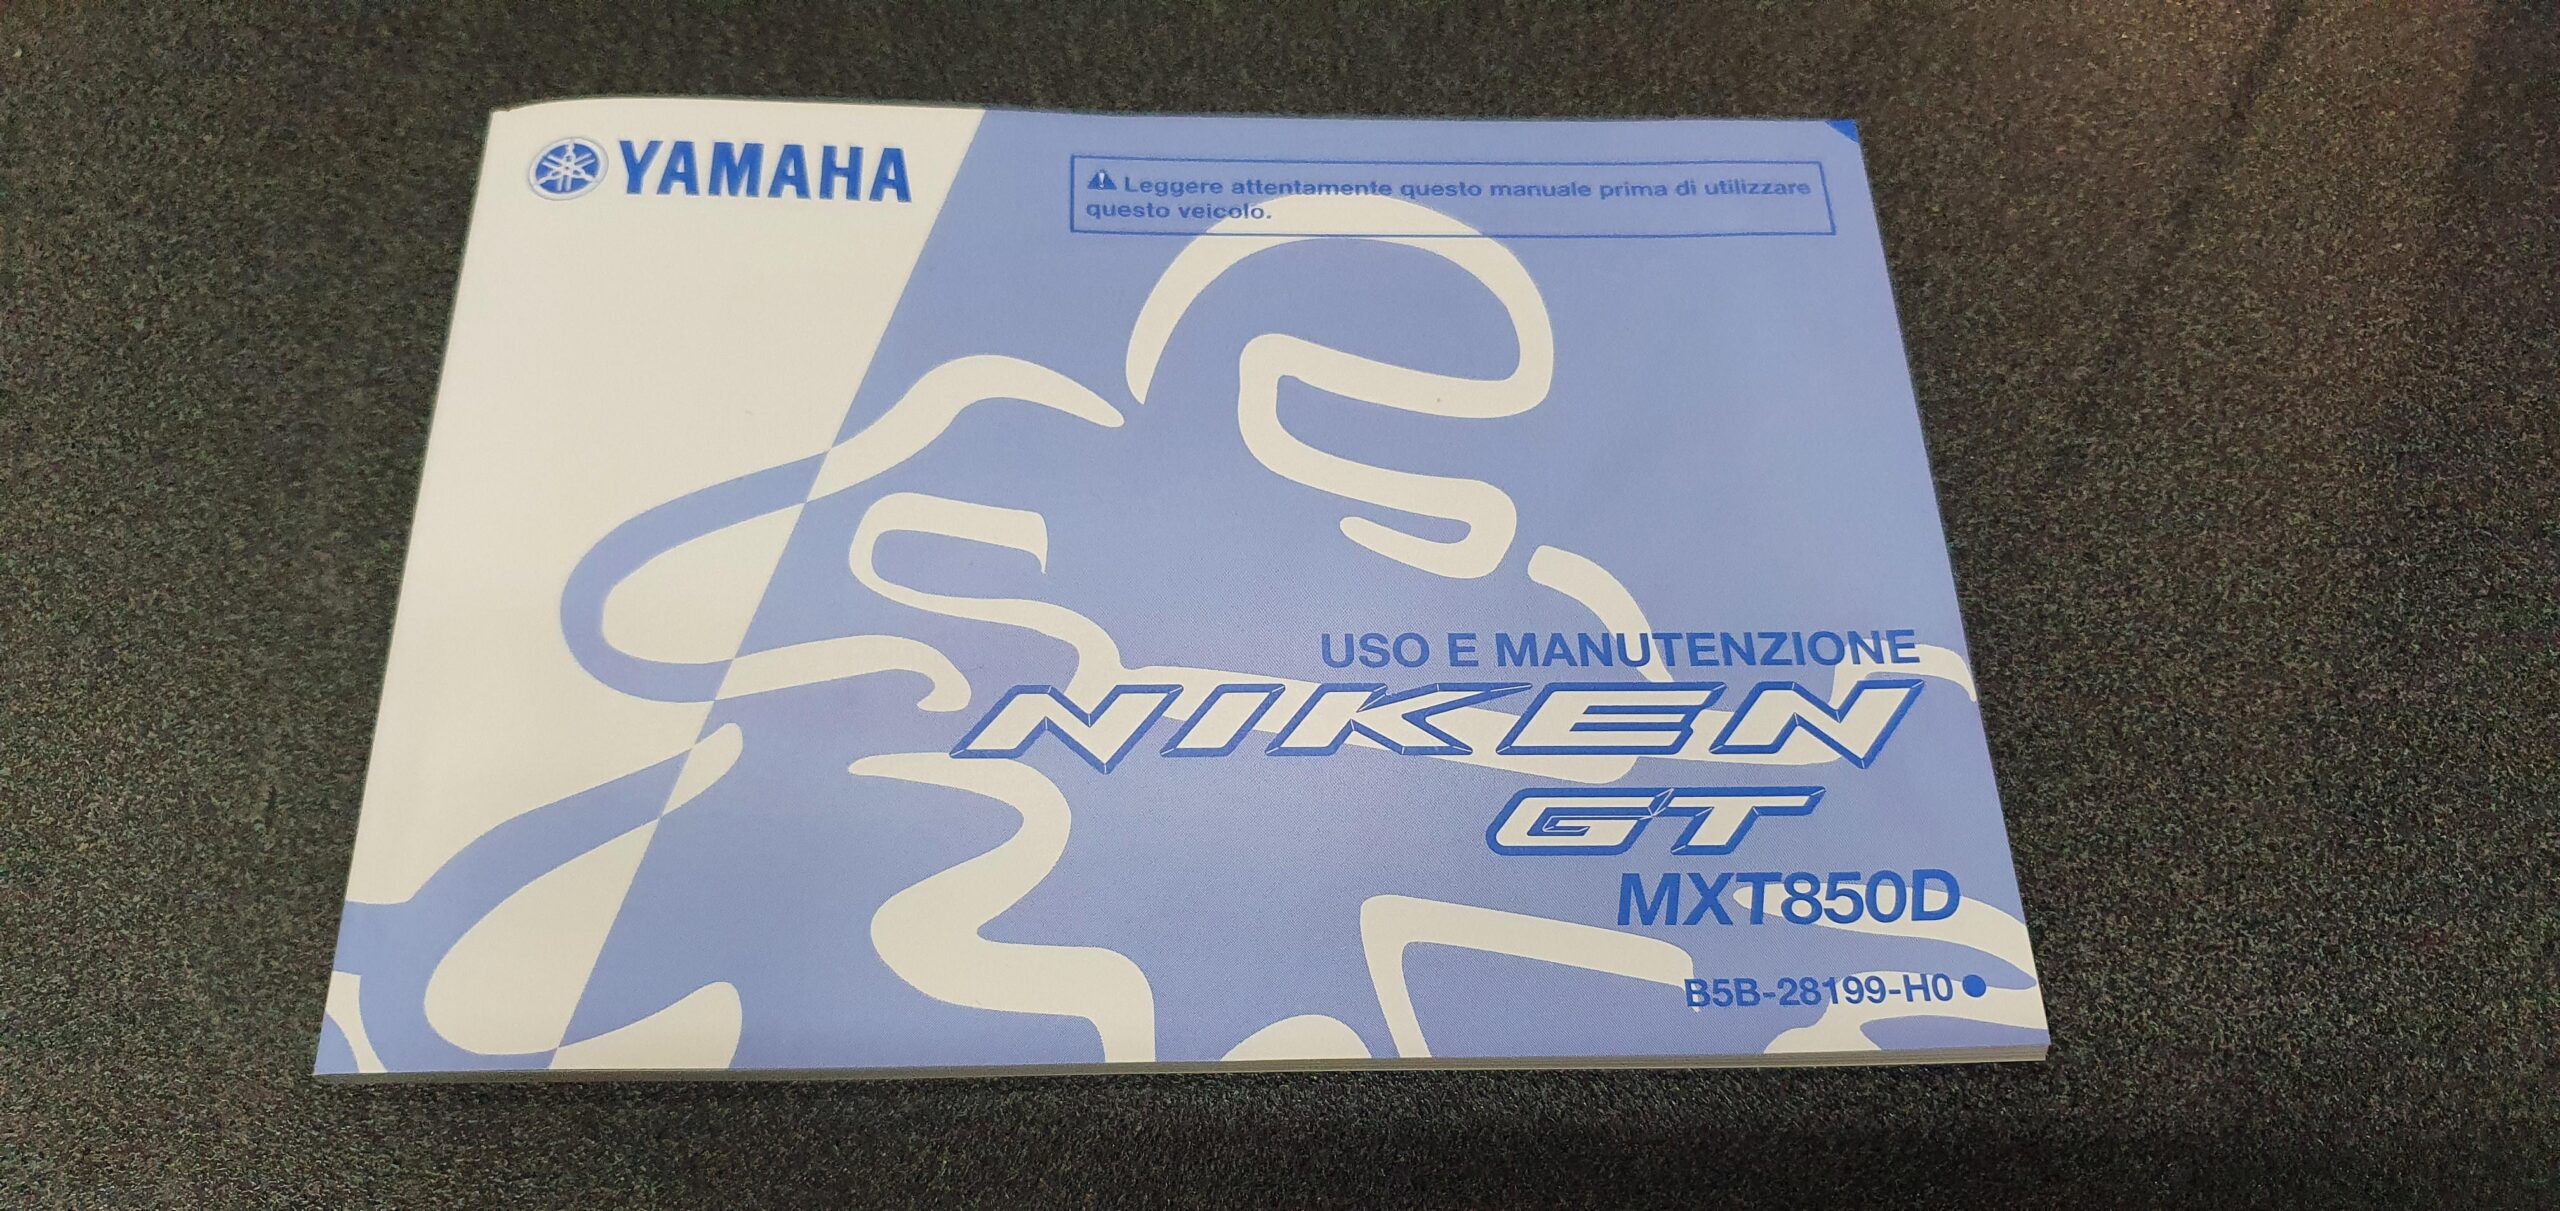 YAMAHA
Leggere attentamente questo manuale prima di utilizzare
questo veicolo.
USO E MANUTENZIONE
NIKEN
GT
MXT850D
B5B-28199-H0